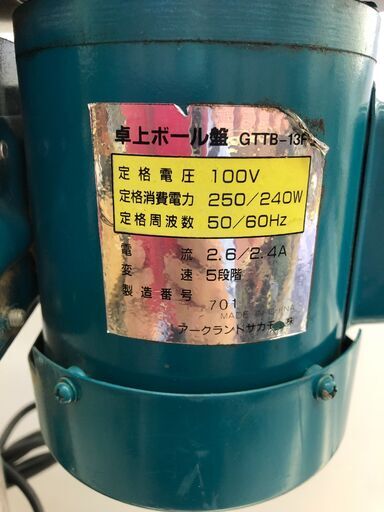 卓上ボール盤 GTTB-13F
定格電圧 100V
定格消費電力 250/240W
定格周波数 50/60Hz
電流 2.6/2.4A
変速 5段階
製造番号 701
MADE IN CHINA
アークランドサカモト㈱